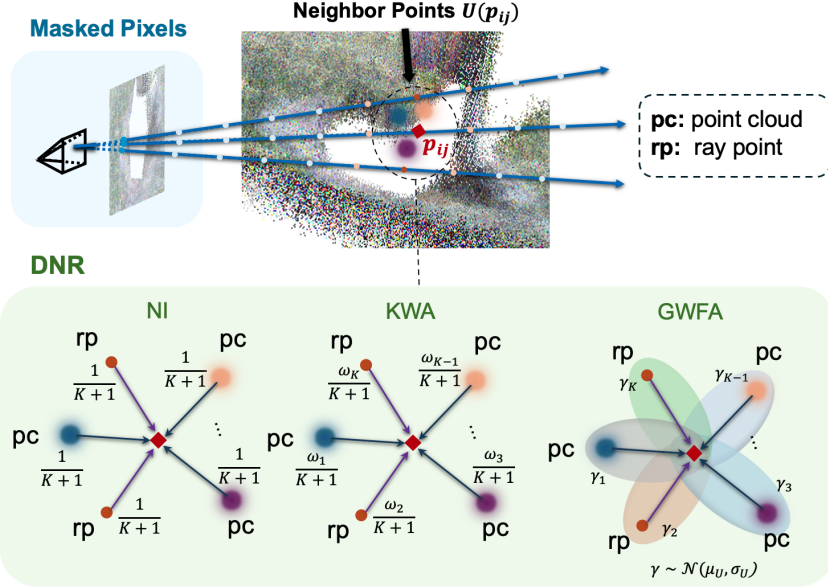 Neighbor Points U(p_ij)
Masked Pixels
p_ij
pc: point cloud
rp: ray point
DNR
NI
KWA
GWFA
rp
1/(K+1)
1/(K+1)
pc
pc
1/(K+1)
...
1/(K+1)
rp
1/(K+1)
pc
rp
ω_K/(K+1)
ω_{K-1}/(K+1)
pc
pc
ω_1/(K+1)
...
ω_3/(K+1)
rp
ω_2/(K+1)
pc
rp
γ_K
γ_{K-1}
pc
pc
γ_1
...
γ_3
rp
γ_2
pc
γ ~ 𝒩(μ_U, σ_U)